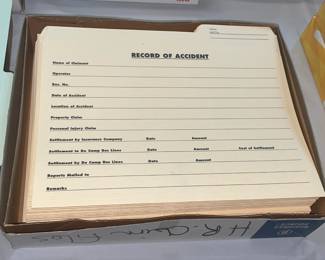 RECORD OF ACCIDENT
Name of Claimant
Operator
Bus. No.
Date of Accident
Location of Accident
Property Claim
Personal Injury Claim
Settlement by Insurance Company Date Amount
Settlement to De Camp Bus Lines Date Amount Cost of Settlement
Settlement by De Camp Bus Lines Date Amount
Reports Mailed to
Remarks
H.R. Files